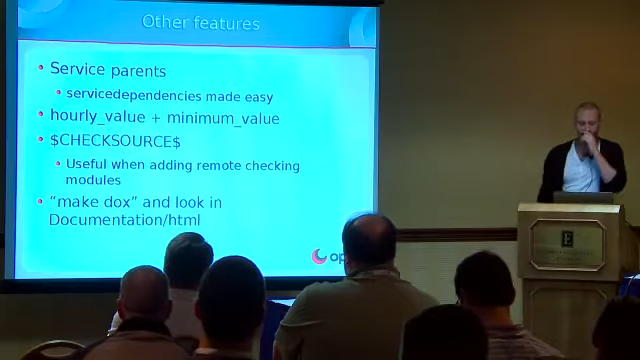 Other features
Service parents
servicedependencies made easy
hourly_value + minimum_value
$CHECKSOURCE$
Useful when adding remote checking
modules
“make dox” and look in
Documentation/html
op
E